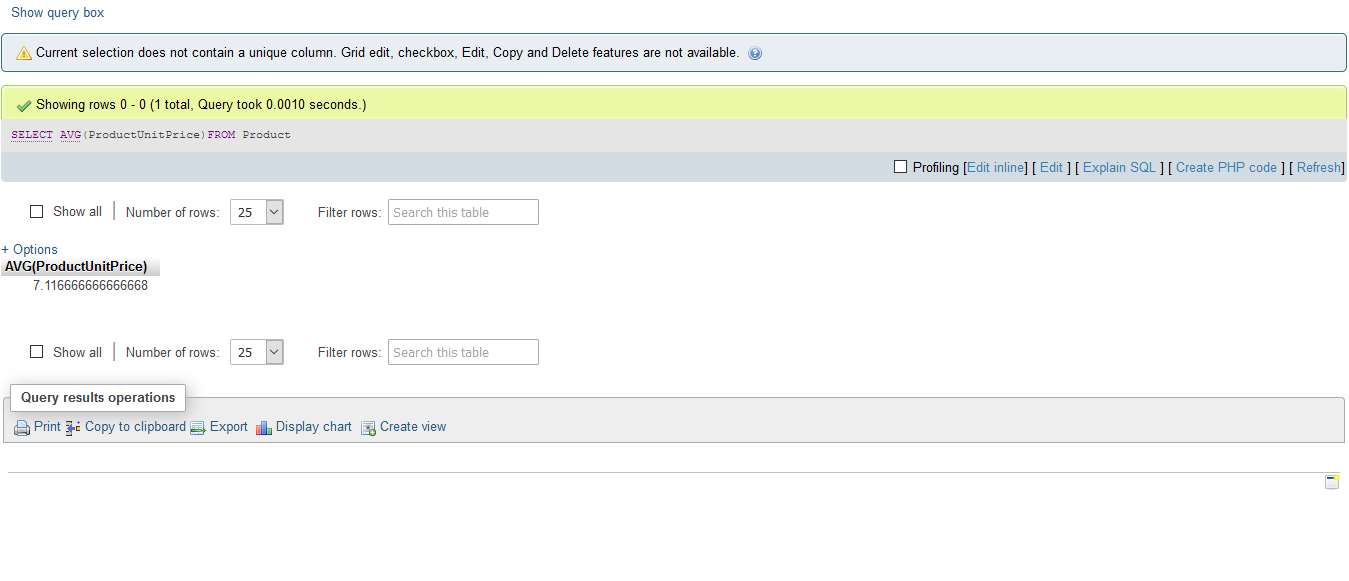 Show query box
Current selection does not contain a unique column. Grid edit, checkbox, Edit, Copy and Delete features are not available.
Showing rows 0 - 0 (1 total, Query took 0.0010 seconds.)
SELECT AVG(ProductUnitPrice)FROM Product
Profiling [Edit inline] [ Edit ] [ Explain SQL ] [ Create PHP code ] [ Refresh]
Show all Number of rows: 25 Filter rows: Search this table
+ Options
AVG(ProductUnitPrice)
7.116666666666668
Show all Number of rows: 25 Filter rows: Search this table
Query results operations
Print Copy to clipboard Export Display chart Create view